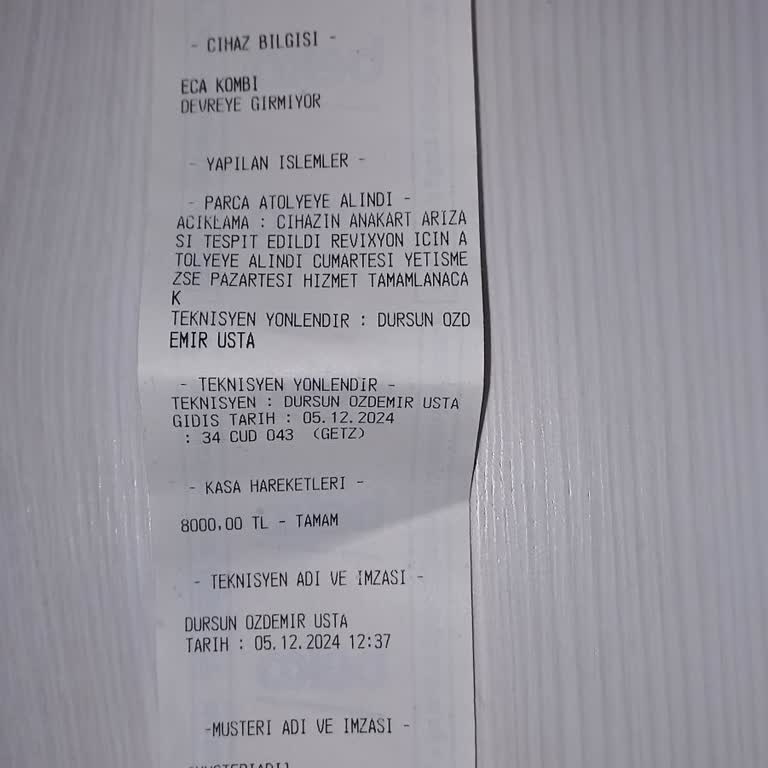 - CIHAZ BILGISI -
ECA KOMBI
DEVREYE GIRMIYOR
- YAPILAN ISLEMLER -
- PARCA ATOLYEYE ALINDI -
ACIKLAMA : CIHAZIN ANAKART ARIZA
SI TESPIT EDILDI REVIXYON ICIN A
TOLYEYE ALINDI CUMARTESI YETISME
ZSE PAZARTESI HIZMET TAMAMLANACA
K
TEKNISYEN YONLENDIR : DURSUN OZD
EMIR USTA
- TEKNISYEN YONLENDIR -
TEKNISYEN : DURSUN OZDEMIR USTA
GIDIS TARIH : 05.12.2024
: 34 CUD 043 (GETZ)
- KASA HAREKETLERI -
8000,00 TL - TAMAM
- TEKNISYEN ADI VE IMZASI -
DURSUN OZDEMIR USTA
TARIH : 05.12.2024 12:37
-MUSTERI ADI VE IMZASI -